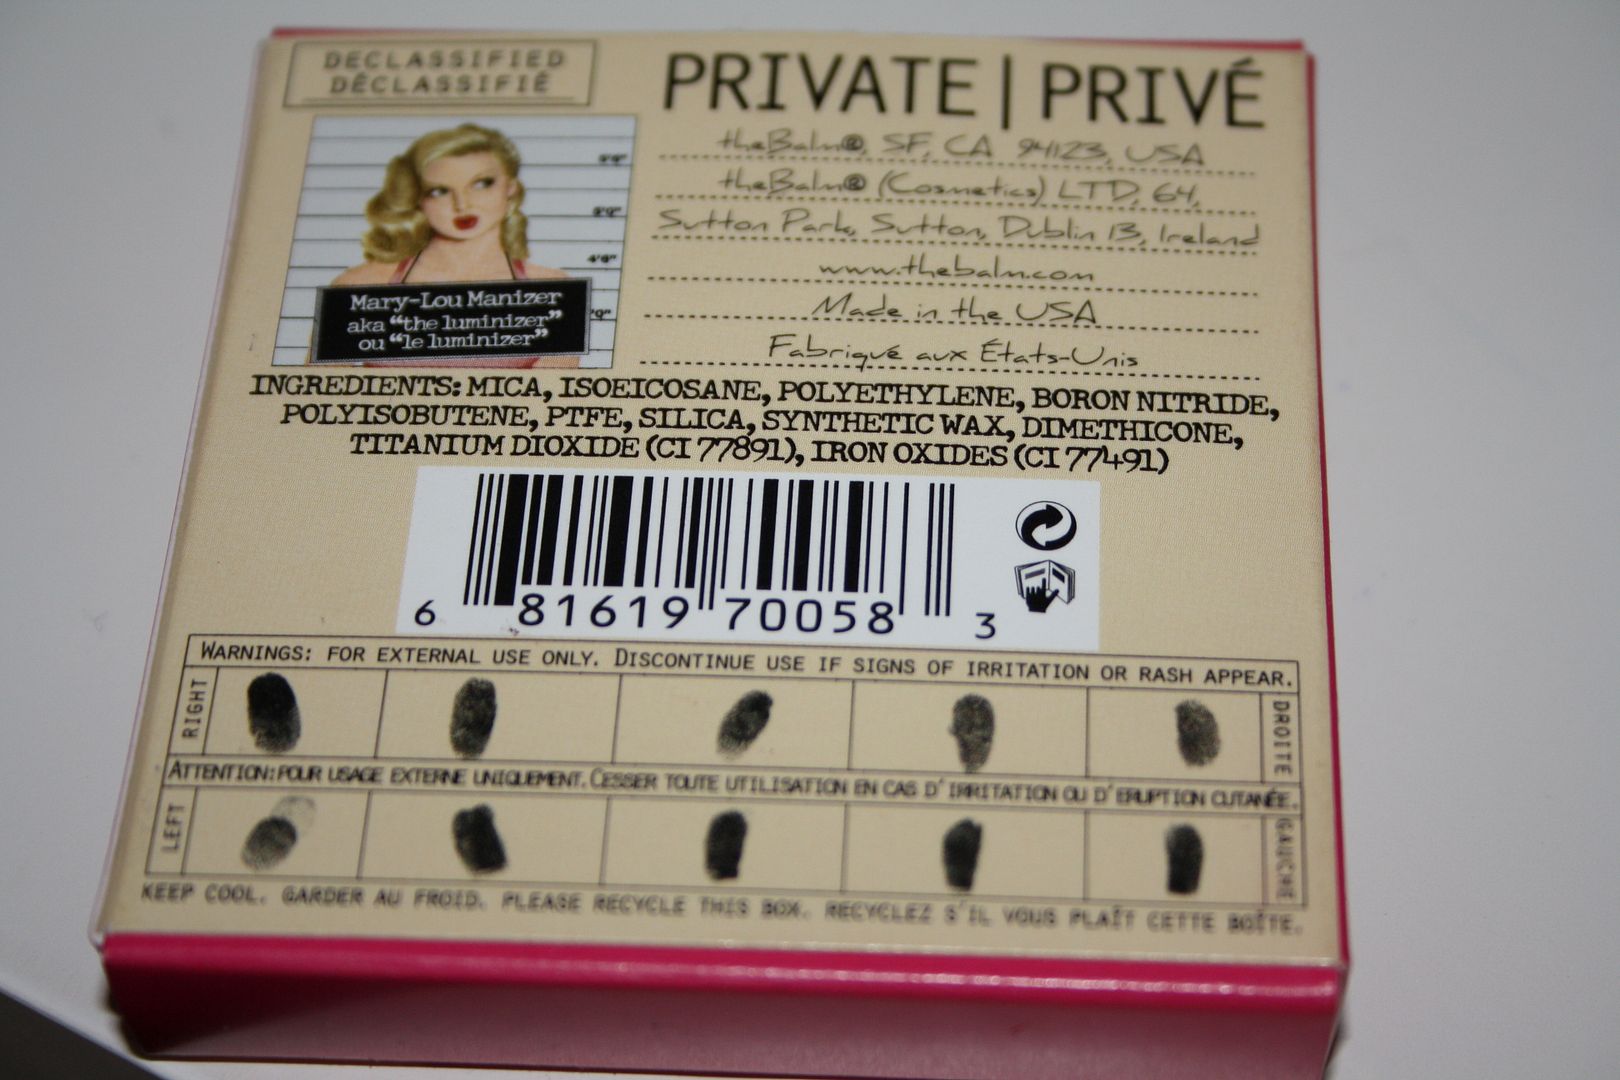 DECLASSIFIED
DÉCLASSIFIÉ
PRIVATE | PRIVÉ
theBalm®, SF, CA 94123, USA
theBalm® (Cosmetics) LTD, 64,
Sutton Park, Sutton, Dublin 13, Ireland
www.thebalm.com
Made in the USA
Fabriqué aux États-Unis
4'6"
Mary-Lou Manizer
aka "the luminizer"
ou "le luminizer"
INGREDIENTS: MICA, ISOEICOSANE, POLYETHYLENE, BORON NITRIDE,
POLYISOBUTENE, PTFE, SILICA, SYNTHETIC WAX, DIMETHICONE,
TITANIUM DIOXIDE (CI 77891), IRON OXIDES (CI 77491)
6 81619 70058 3
WARNINGS: FOR EXTERNAL USE ONLY. DISCONTINUE USE IF SIGNS OF IRRITATION OR RASH APPEAR.
RIGHT
DROITE
ATTENTION: POUR USAGE EXTERNE UNIQUEMENT. CESSER TOUTE UTILISATION EN CAS D'IRRITATION OU D'ERUPTION CUTANÉE.
LEFT
GAUCHE
KEEP COOL. GARDER AU FROID. PLEASE RECYCLE THIS BOX. RECYCLEZ S'IL VOUS PLAÎT CETTE BOÎTE.